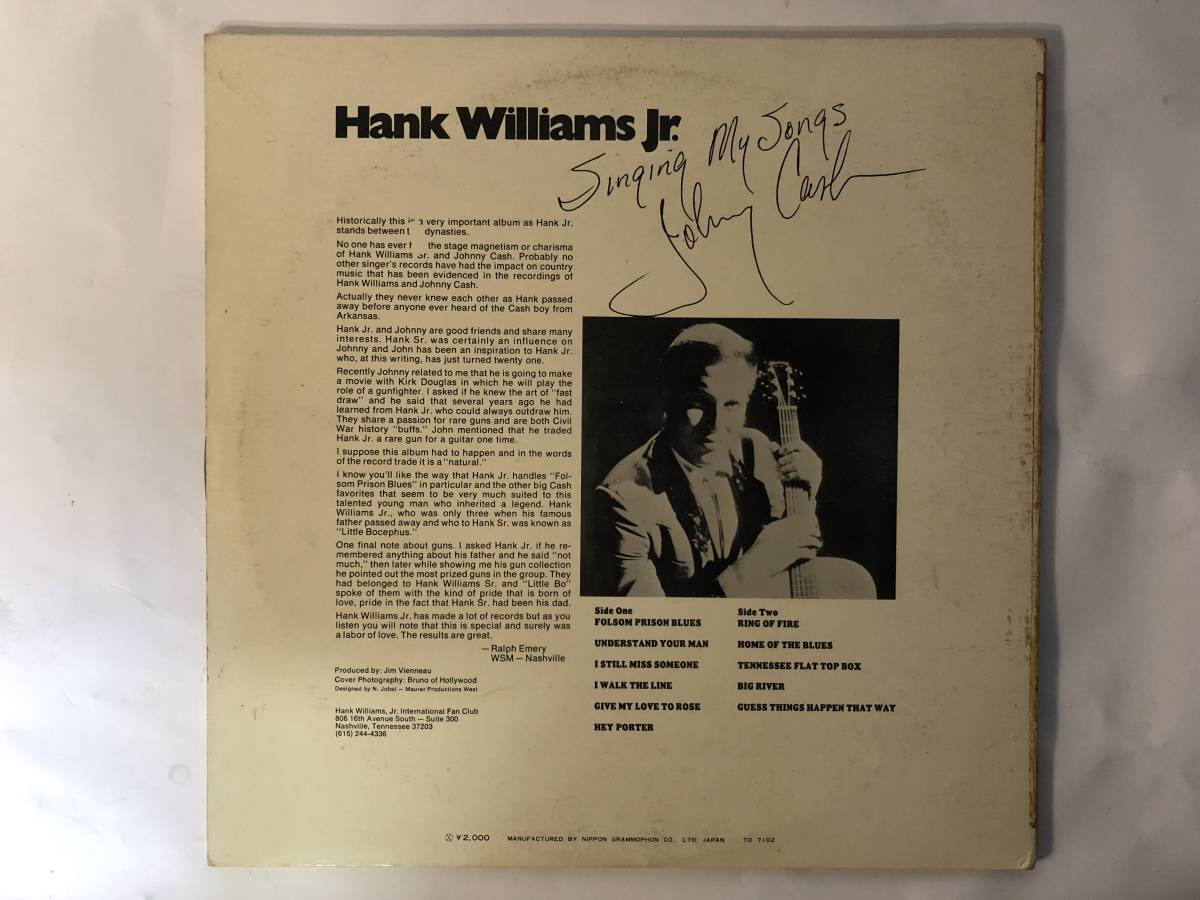 Hank Williams Jr.
Singing My Songs
Johnny Cash
Historically this is a very important album as Hank Jr.
stands between dynasties.
No one has ever the stage magnetism or charisma
of Hank Williams Sr. and Johnny Cash. Probably no
other singer's records have had the impact on country
music that has been evidenced in the recordings of
Hank Williams and Johnny Cash.
Actually they never knew each other as Hank passed
away before anyone ever heard of the Cash boy from
Arkansas.
Hank Jr. and Johnny are good friends and share many
interests. Hank Sr. was certainly an influence on
Johnny and John has been an inspiration to Hank Jr.
who, at this writing, has just turned twenty one.
Recently Johnny related to me that he is going to make
a movie with Kirk Douglas in which he will play the
role of a gunfighter. I asked if he knew the art of "fast
draw" and he said that several years ago he had
learned from Hank Jr. who could always outdraw him.
They share a passion for rare guns and are both Civil
War history "buffs." John mentioned that he traded
Hank Jr. a rare gun for a guitar one time.
I suppose this album had to happen and in the words
of the record trade it is a "natural."
I know you'll like the way that Hank Jr. handles "Fol-
som Prison Blues" in particular and the other big Cash
favorites that seem to be very much suited to this
talented young man who inherited a legend. Hank
Williams Jr., who was only three when his famous
father passed away and who to Hank Sr. was known as
"Little Bocephus."
One final note about guns. I asked Hank Jr. if he re-
membered anything about his father and he said "not
much," then later while showing me his gun collection
he pointed out the most prized guns in the group. They
had belonged to Hank Williams Sr. and "Little Bo"
spoke of them with the kind of pride that is born of
love, pride in the fact that Hank Sr. had been his dad.
Hank Williams Jr. has made a lot of records but as you
listen you will note that this is special and surely was
a labor of love. The results are great.
— Ralph Emery
WSM — Nashville
Produced by: Jim Vienneau
Cover Photography: Bruno of Hollywood
Designed by N. Jobst — Maurer Productions West
Hank Williams, Jr. International Fan Club
806 16th Avenue South — Suite 300
Nashville, Tennessee 37203
(615) 244-4336
Side One
FOLSOM PRISON BLUES
UNDERSTAND YOUR MAN
I STILL MISS SOMEONE
I WALK THE LINE
GIVE MY LOVE TO ROSE
HEY PORTER
Side Two
RING OF FIRE
HOME OF THE BLUES
TENNESSEE FLAT TOP BOX
BIG RIVER
GUESS THINGS HAPPEN THAT WAY
Ⓧ ¥2,000 MANUFACTURED BY NIPPON GRAMMOPHON CO., LTD. JAPAN TO 7102